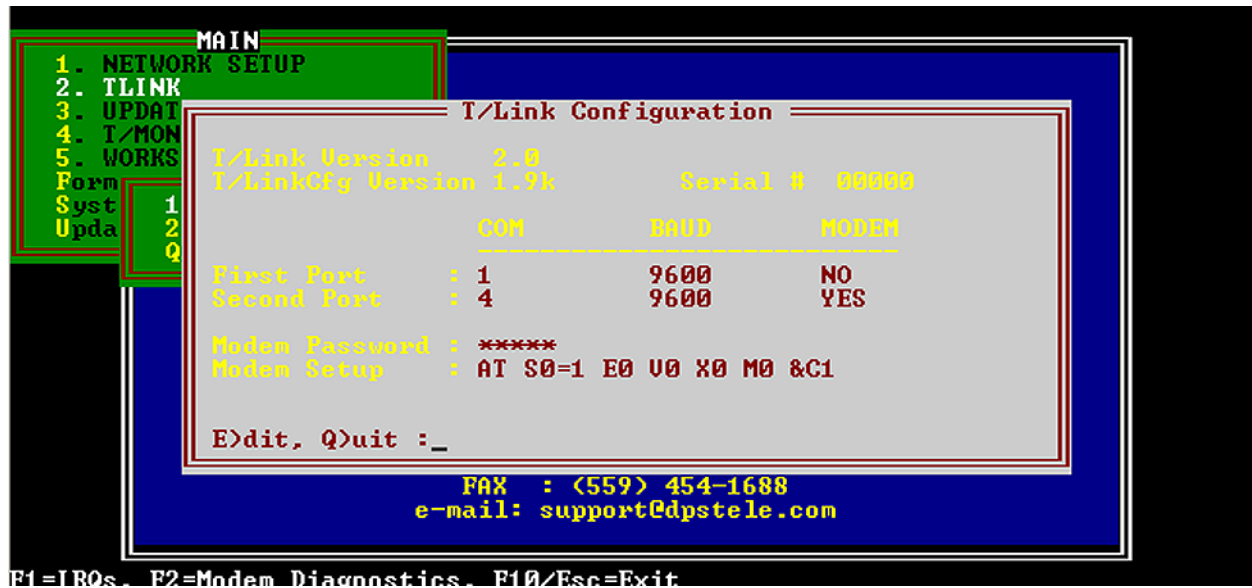 MAIN
1. NETWORK SETUP
2. TLINK
3. UPDAT
4. T/MON
5. WORKS
Form
Syst
Upda
1
2
Q
T/Link Configuration
T/Link Version 2.0
T/LinkCfg Version 1.9k Serial # 00000
COM BAUD MODEM
First Port : 1 9600 NO
Second Port : 4 9600 YES
Modem Password : *****
Modem Setup : AT S0=1 E0 V0 X0 M0 &C1
E)dit, Q)uit :_
FAX : (559) 454-1688
e-mail: support@dpstele.com
F1=IRQs, F2=Modem Diagnostics, F10/Esc=Exit